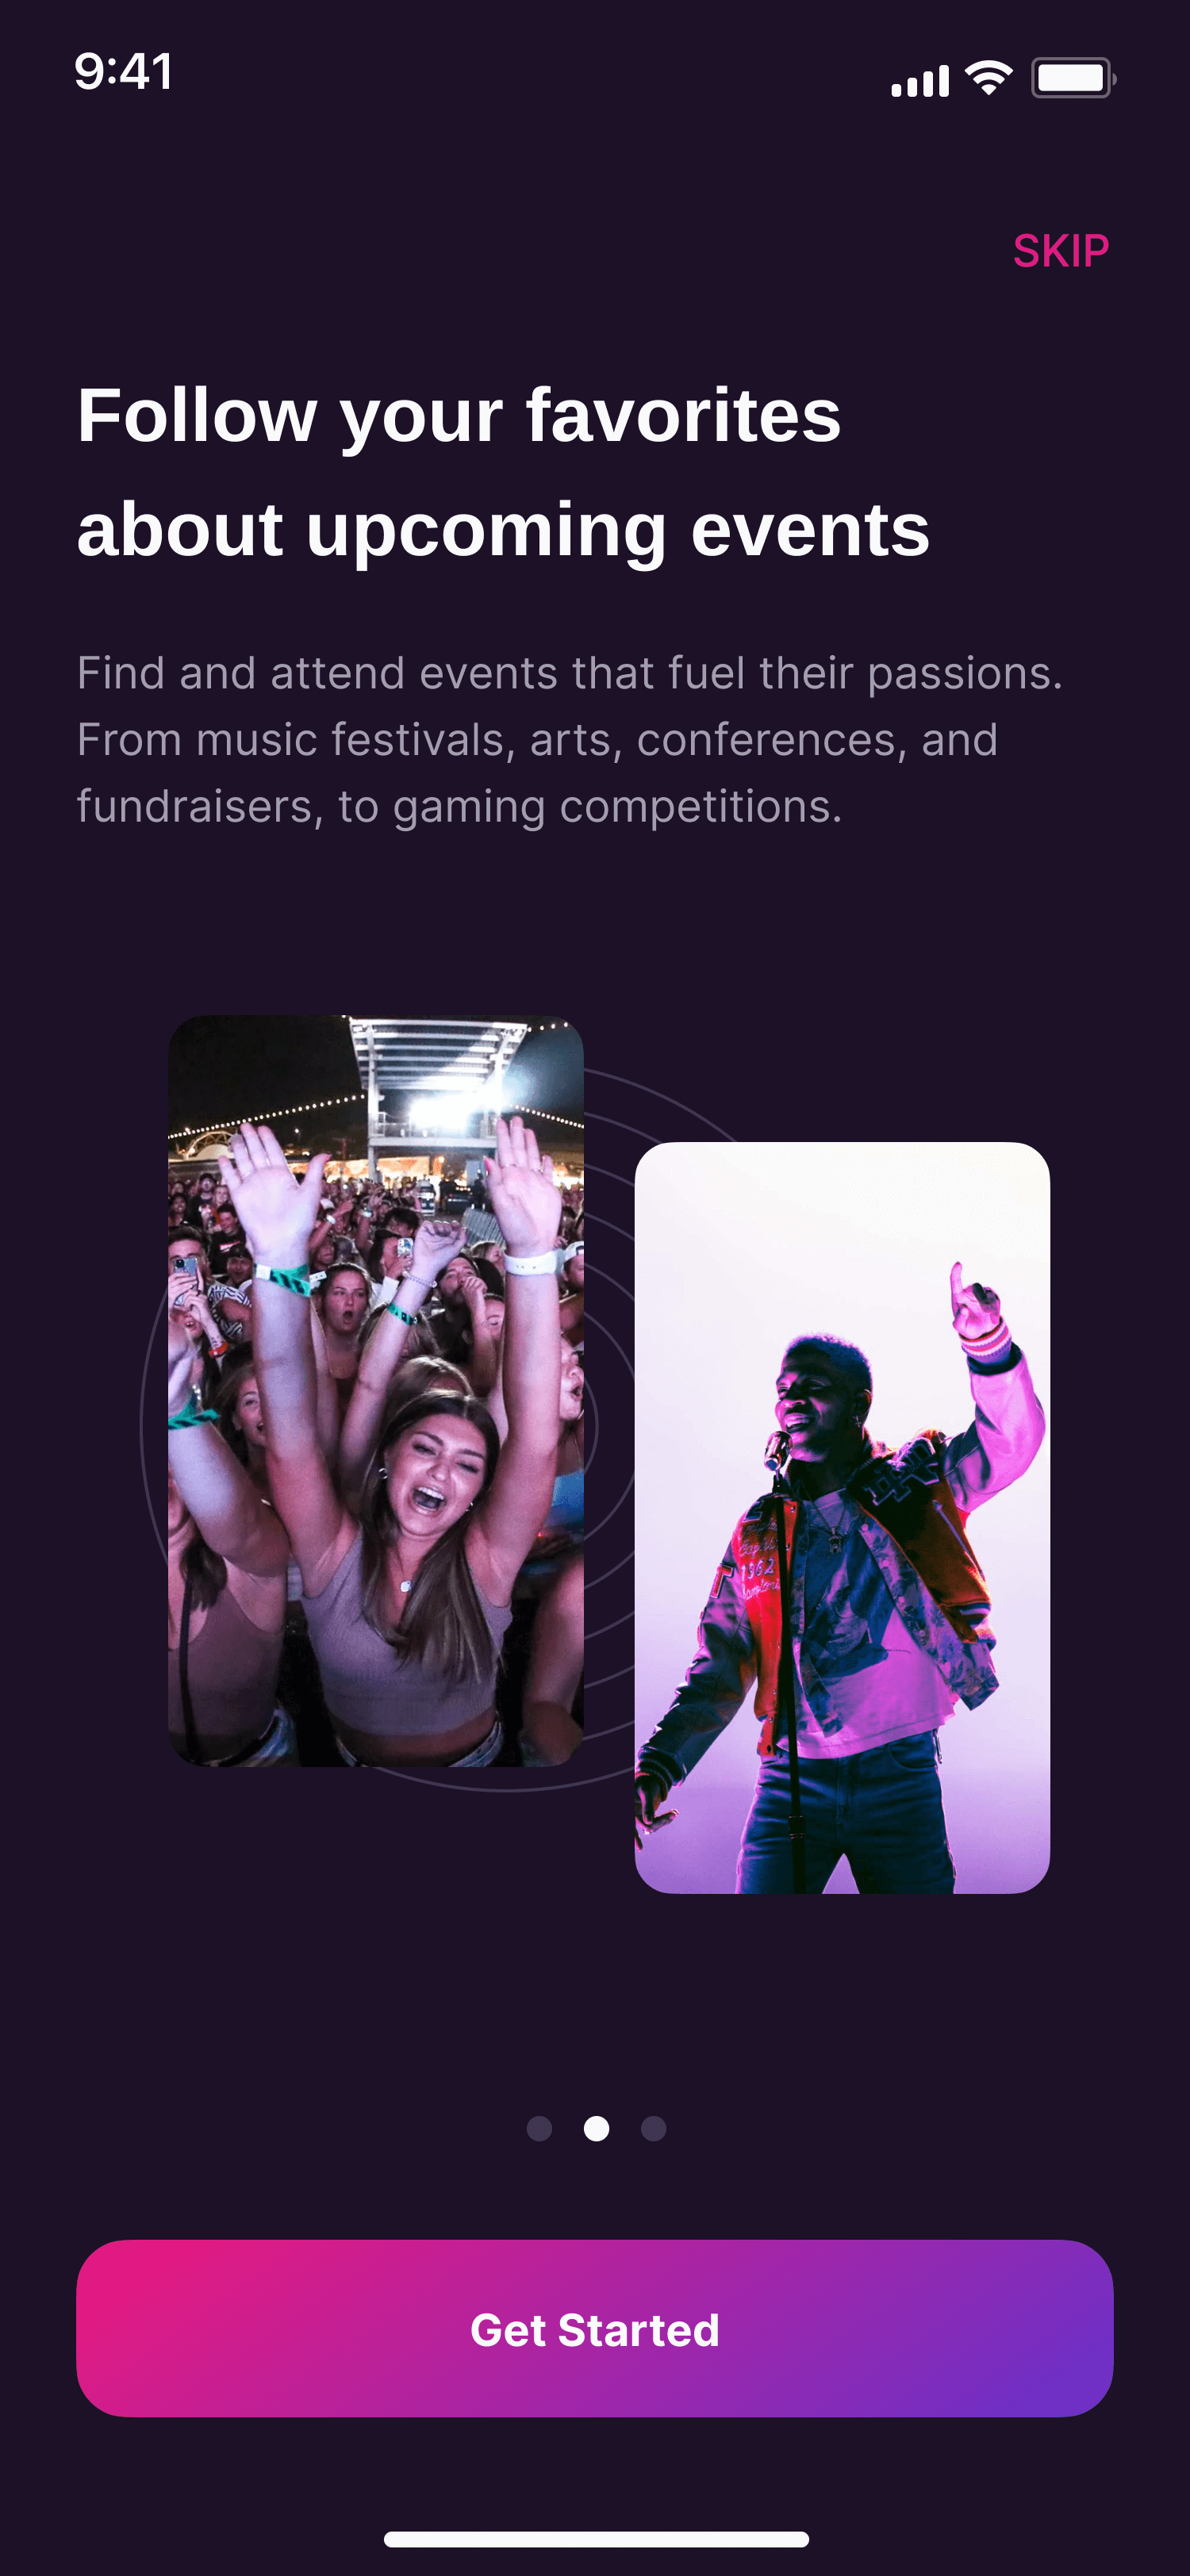 9:41
SKIP
Follow your favorites
about upcoming events
Find and attend events that fuel their passions.
From music festivals, arts, conferences, and
fundraisers, to gaming competitions.
1962
Get Started